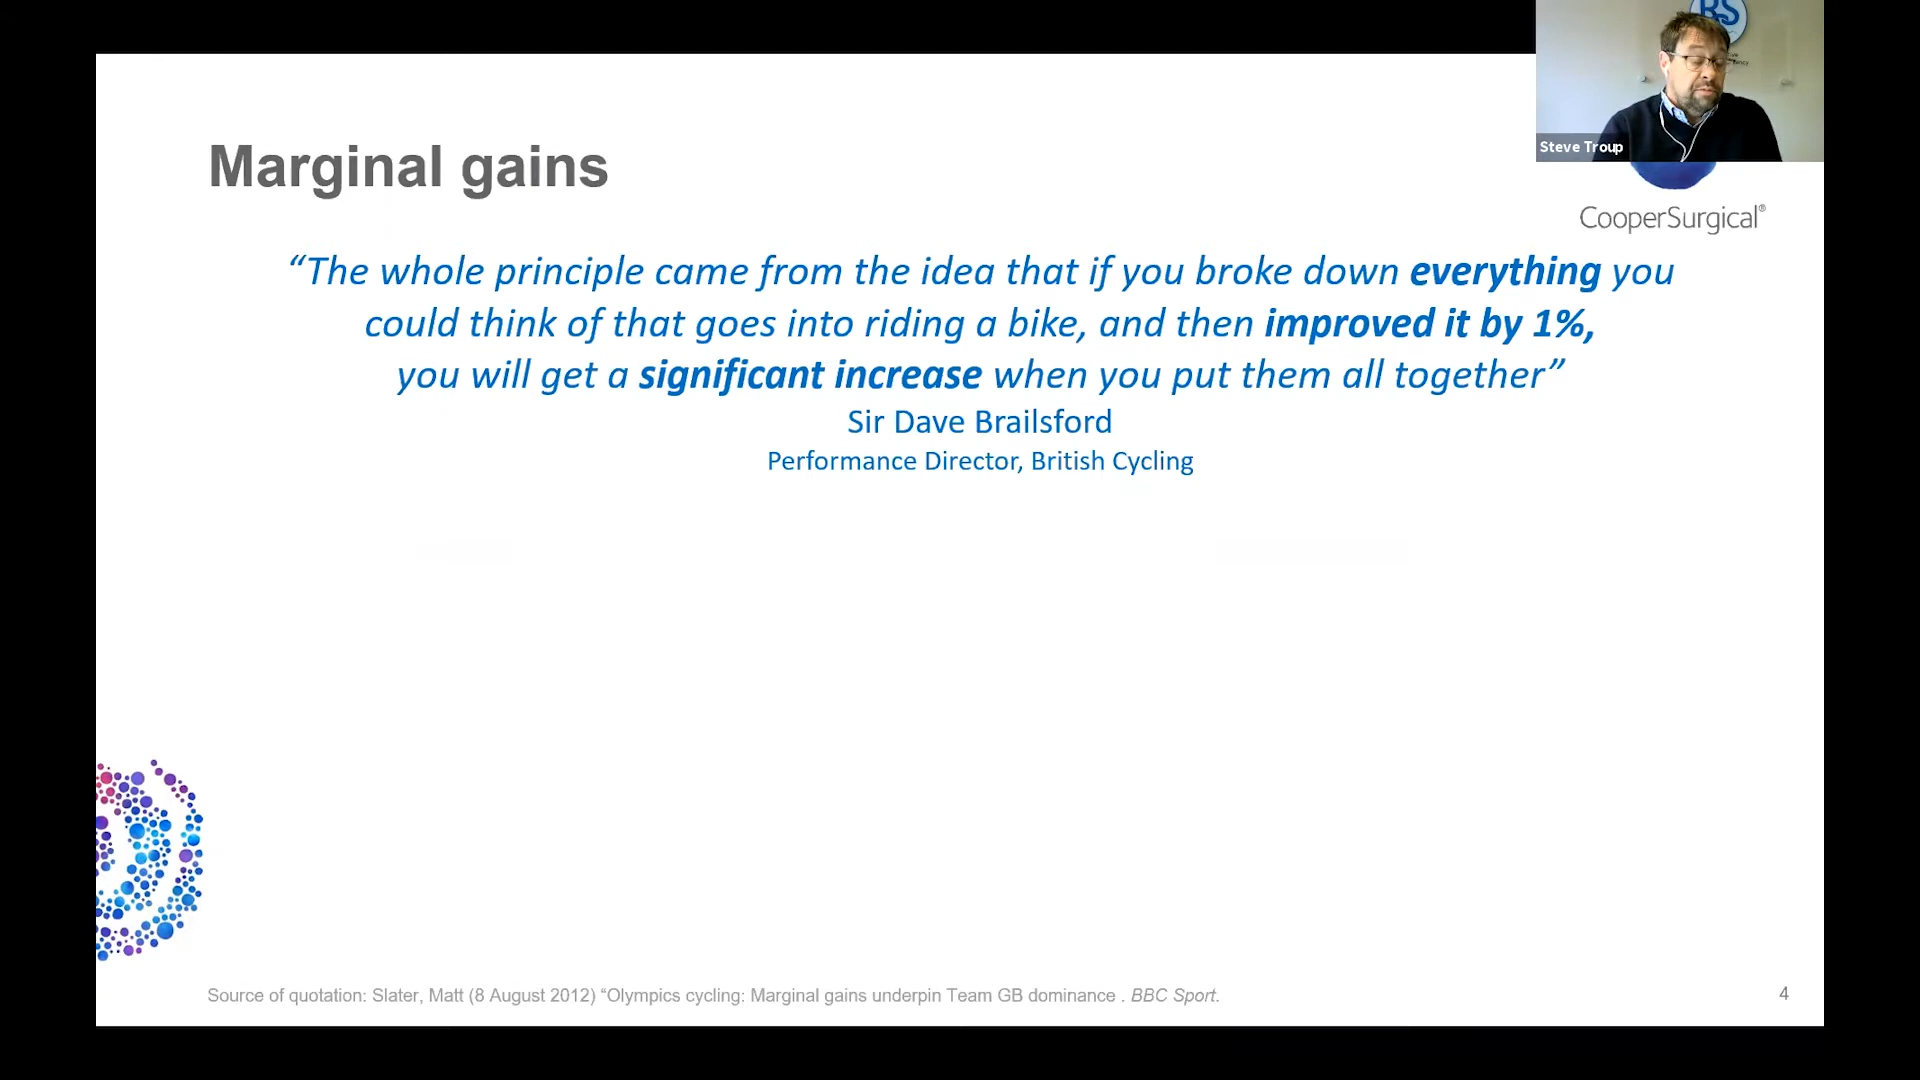 Steve Troup
CooperSurgical®
Marginal gains
“The whole principle came from the idea that if you broke down everything you
could think of that goes into riding a bike, and then improved it by 1%,
you will get a significant increase when you put them all together”
Sir Dave Brailsford
Performance Director, British Cycling
Source of quotation: Slater, Matt (8 August 2012) “Olympics cycling: Marginal gains underpin Team GB dominance . BBC Sport.
4